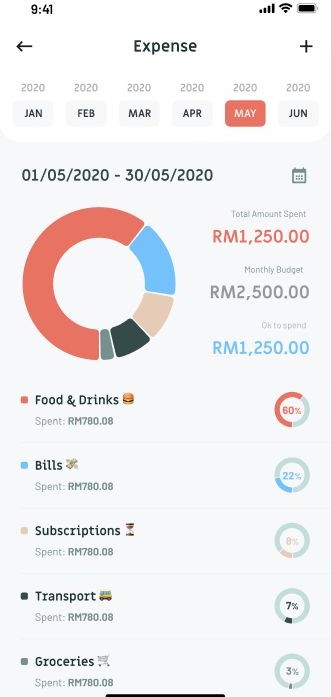 9:41
Expense
2020 2020 2020 2020 2020 2020
JAN FEB MAR APR MAY JUN
01/05/2020 - 30/05/2020
Total Amount Spent
RM1,250.00
Monthly Budget
RM2,500.00
Ok to spend
RM1,250.00
Food & Drinks
60%
Spent: RM780.08
Bills
22%
Spent: RM780.08
Subscriptions
8%
Spent: RM780.08
Transport
7%
Spent: RM780.08
Groceries
3%
Spent: RM780.08